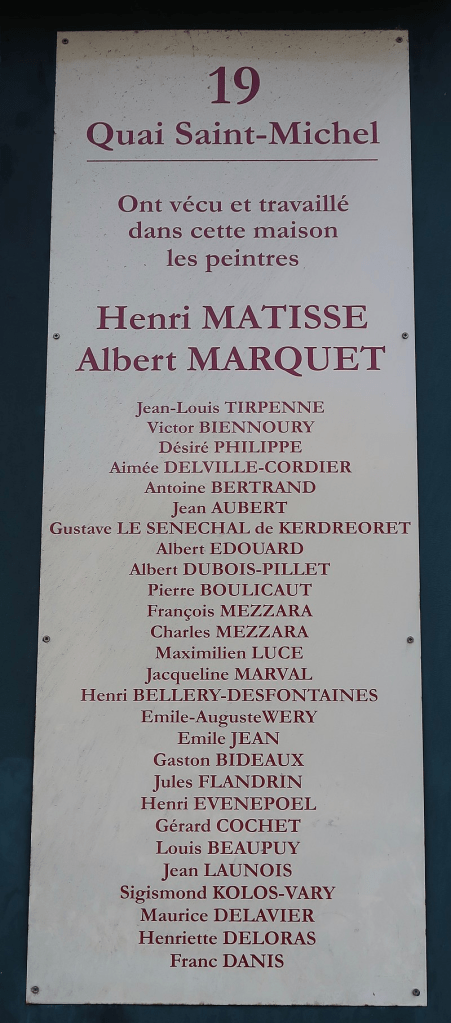 19
Quai Saint-Michel
Ont vécu et travaillé
dans cette maison
les peintres
Henri MATISSE
Albert MARQUET
Jean-Louis TIRPENNE
Victor BIENNOURY
Désiré PHILIPPE
Aimée DELVILLE-CORDIER
Antoine BERTRAND
Jean AUBERT
Gustave LE SENECHAL de KERDREORET
Albert EDOUARD
Albert DUBOIS-PILLET
Pierre BOULICAUT
François MEZZARA
Charles MEZZARA
Maximilien LUCE
Jacqueline MARVAL
Henri BELLERY-DESFONTAINES
Emile-AugusteWERY
Emile JEAN
Gaston BIDEAUX
Jules FLANDRIN
Henri EVENEPOEL
Gérard COCHET
Louis BEAUPUY
Jean LAUNOIS
Sigismond KOLOS-VARY
Maurice DELAVIER
Henriette DELORAS
Franc DANIS